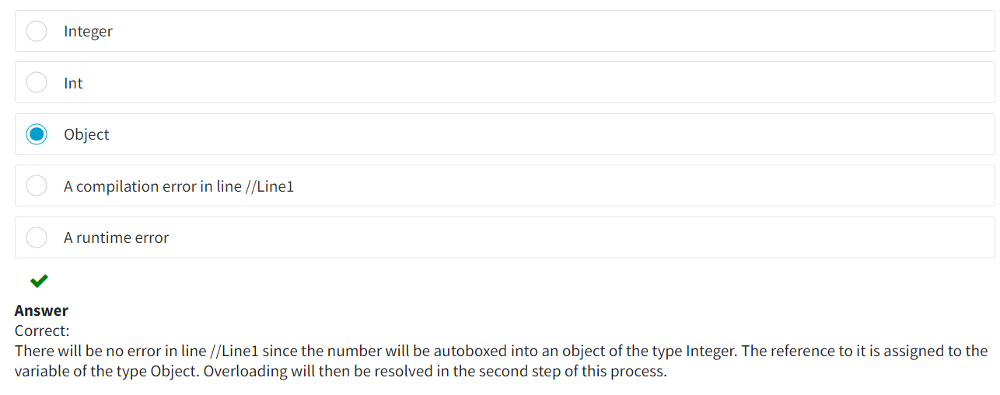 Integer
Int
Object
A compilation error in line //Line1
A runtime error
Answer
Correct:
There will be no error in line //Line1 since the number will be autoboxed into an object of the type Integer. The reference to it is assigned to the
variable of the type Object. Overloading will then be resolved in the second step of this process.